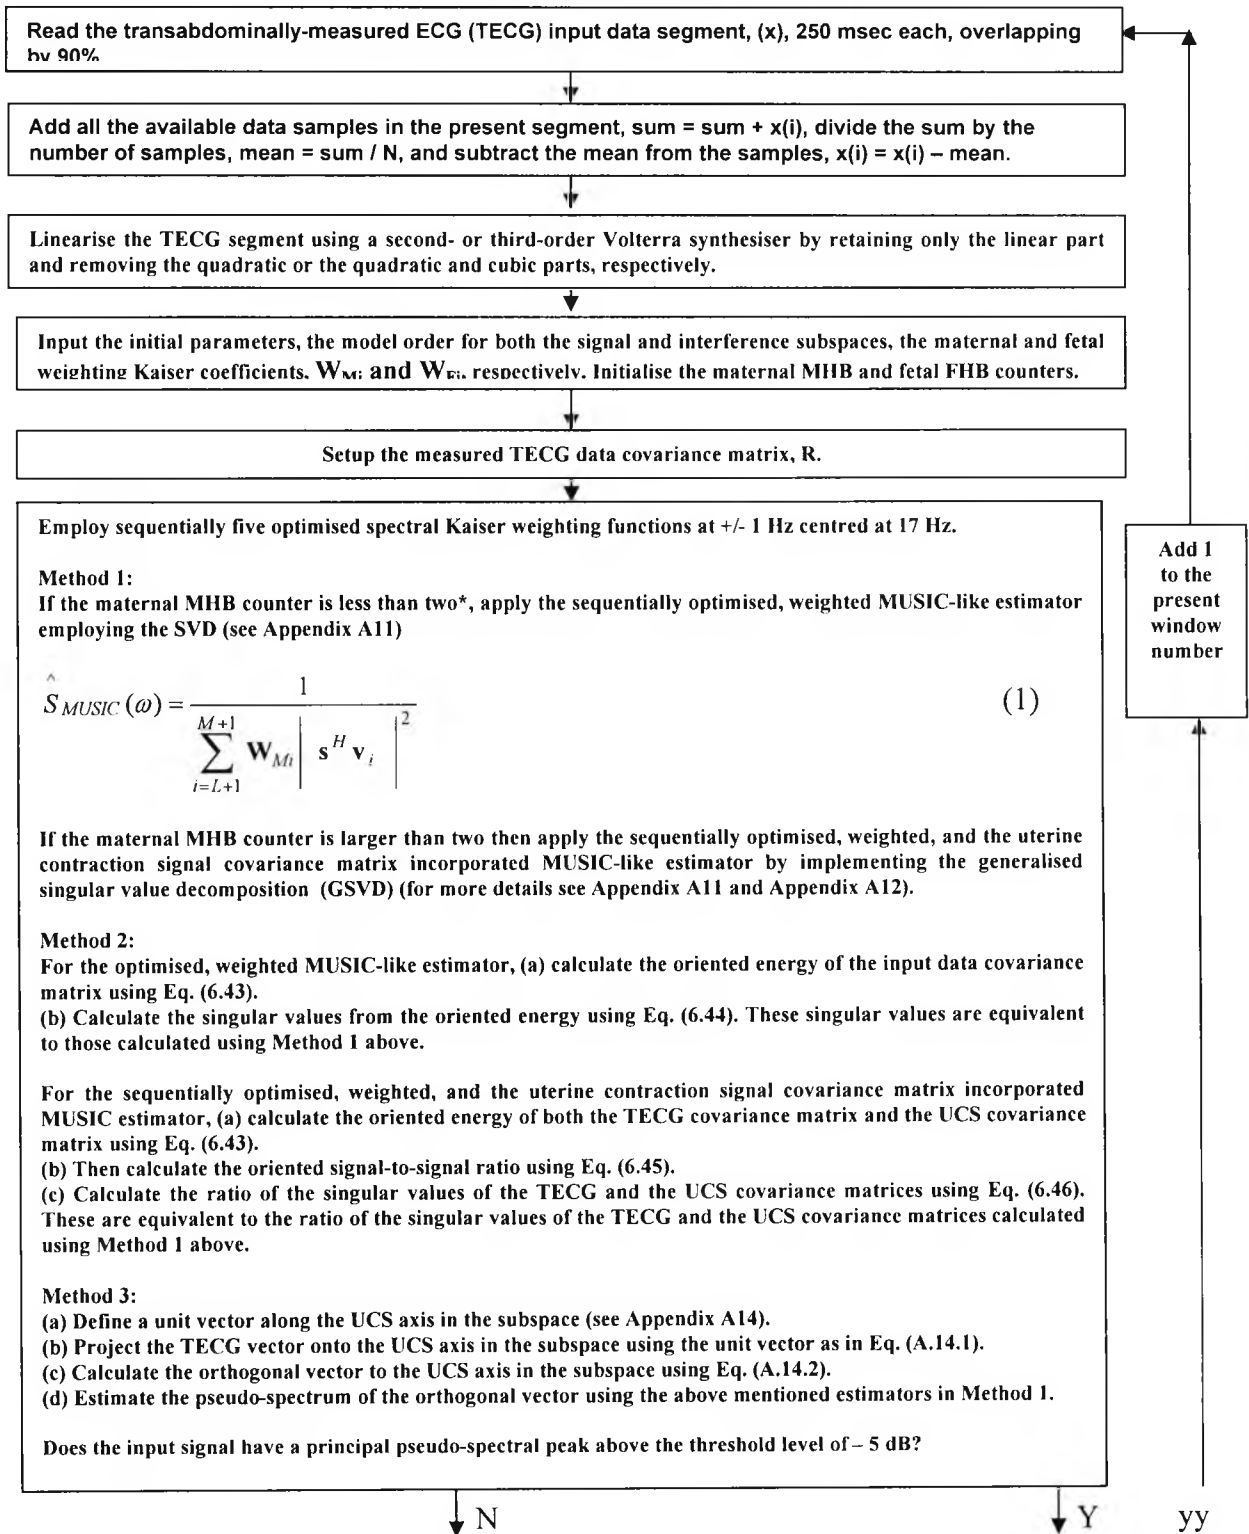 Read the transabdominally-measured ECG (TECG) input data segment, (x), 250 msec each, overlapping
by 90%.
Add all the available data samples in the present segment, sum = sum + x(i), divide the sum by the
number of samples, mean = sum / N, and subtract the mean from the samples, x(i) = x(i) – mean.
Linearise the TECG segment using a second- or third-order Volterra synthesiser by retaining only the linear part
and removing the quadratic or the quadratic and cubic parts, respectively.
Input the initial parameters, the model order for both the signal and interference subspaces, the maternal and fetal
weighting Kaiser coefficients, W_Mi and W_Fi, respectively. Initialise the maternal MHB and fetal FHB counters.
Setup the measured TECG data covariance matrix, R.
Employ sequentially five optimised spectral Kaiser weighting functions at +/- 1 Hz centred at 17 Hz.
Method 1:
If the maternal MHB counter is less than two*, apply the sequentially optimised, weighted MUSIC-like estimator
employing the SVD (see Appendix A11)
Ŝ_MUSIC(ω) = 1 / ∑_{i=L+1}^{M+1} W_Mi | s^H v_i |^2 (1)
If the maternal MHB counter is larger than two then apply the sequentially optimised, weighted, and the uterine
contraction signal covariance matrix incorporated MUSIC-like estimator by implementing the generalised
singular value decomposition (GSVD) (for more details see Appendix A11 and Appendix A12).
Method 2:
For the optimised, weighted MUSIC-like estimator, (a) calculate the oriented energy of the input data covariance
matrix using Eq. (6.43).
(b) Calculate the singular values from the oriented energy using Eq. (6.44). These singular values are equivalent
to those calculated using Method 1 above.
For the sequentially optimised, weighted, and the uterine contraction signal covariance matrix incorporated
MUSIC estimator, (a) calculate the oriented energy of both the TECG covariance matrix and the UCS covariance
matrix using Eq. (6.43).
(b) Then calculate the oriented signal-to-signal ratio using Eq. (6.45).
(c) Calculate the ratio of the singular values of the TECG and the UCS covariance matrices using Eq. (6.46).
These are equivalent to the ratio of the singular values of the TECG and the UCS covariance matrices calculated
using Method 1 above.
Method 3:
(a) Define a unit vector along the UCS axis in the subspace (see Appendix A14).
(b) Project the TECG vector onto the UCS axis in the subspace using the unit vector as in Eq. (A.14.1).
(c) Calculate the orthogonal vector to the UCS axis in the subspace using Eq. (A.14.2).
(d) Estimate the pseudo-spectrum of the orthogonal vector using the above mentioned estimators in Method 1.
Does the input signal have a principal pseudo-spectral peak above the threshold level of – 5 dB?
N
Y
yy
Add 1
to the
present
window
number